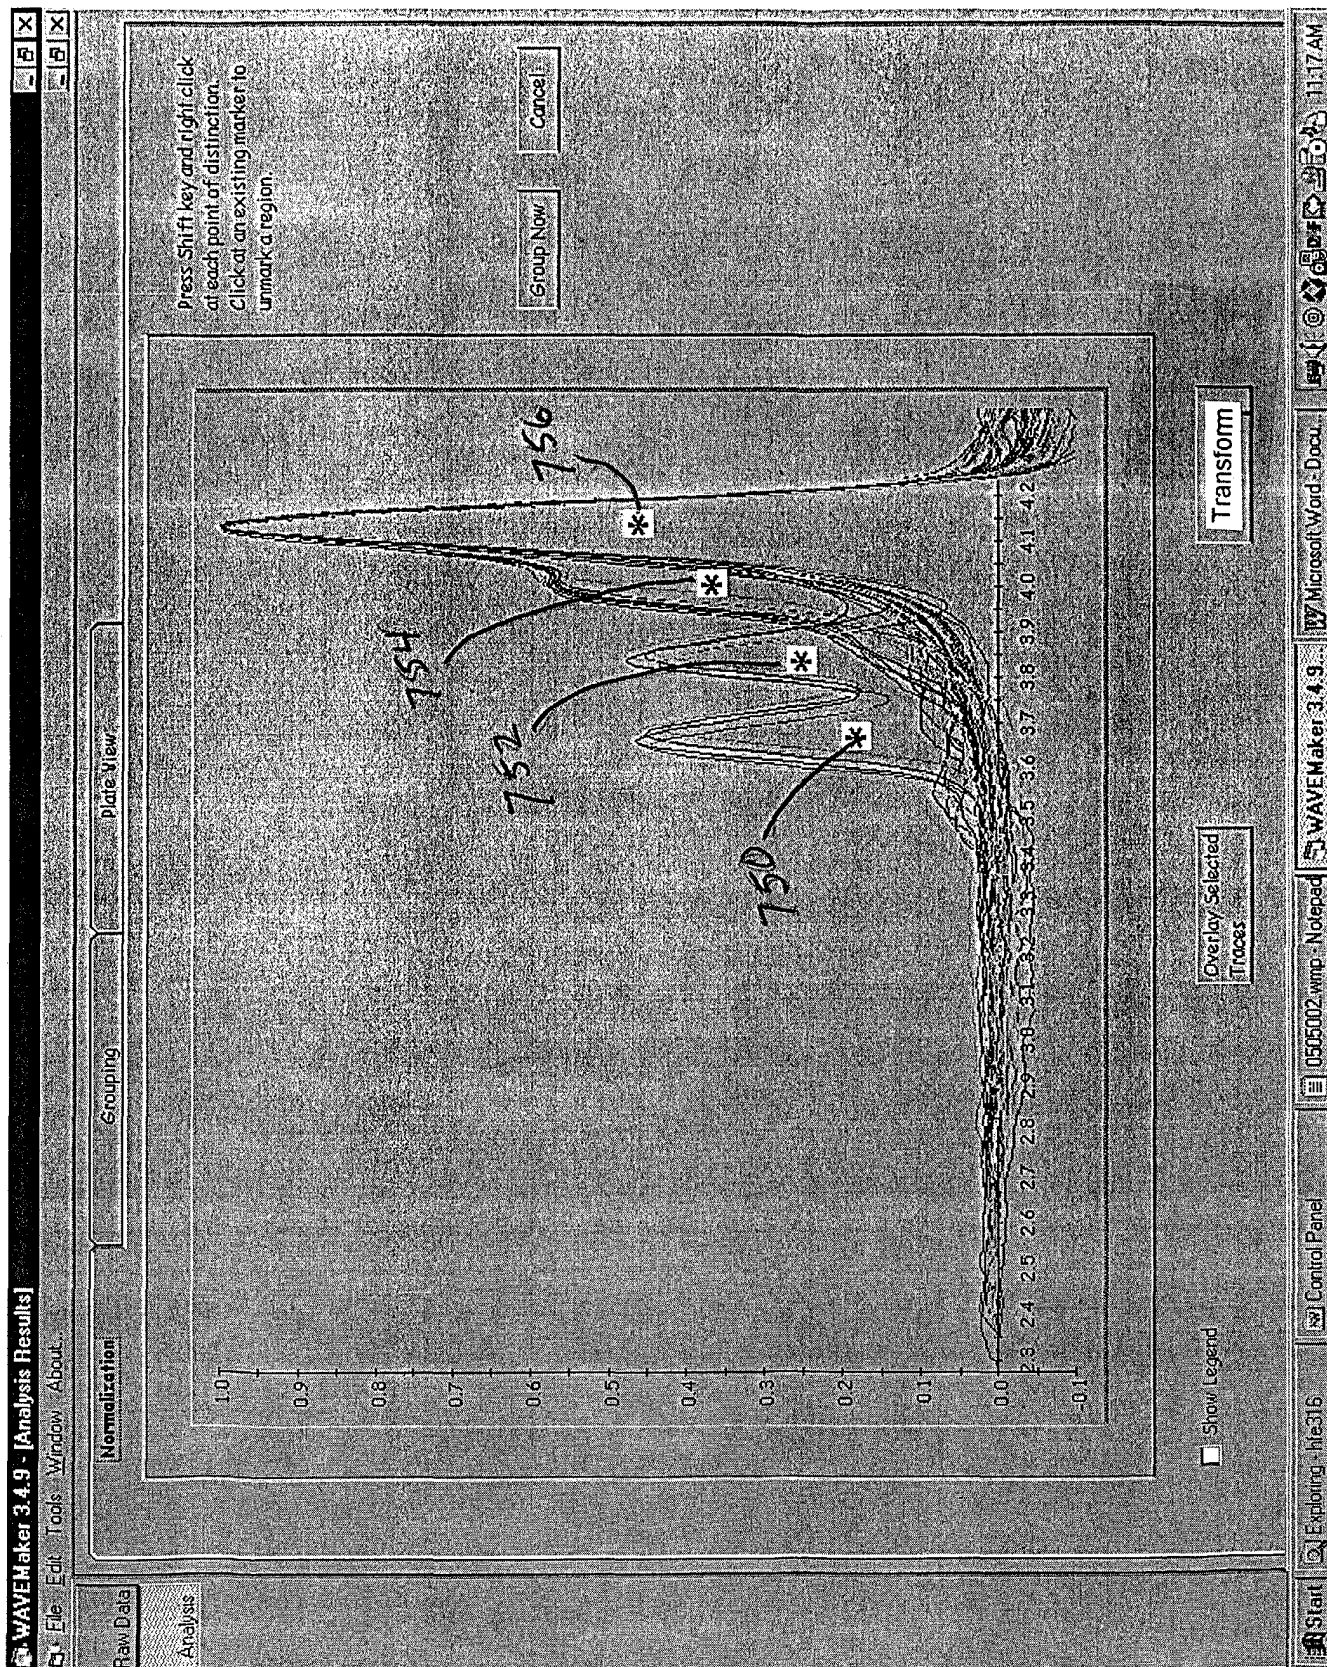 WAVEMaker 3.4.9 - [Analysis Results]
File Edit Tools Window About
Raw Data
Analysis
Normalization
Grouping
Plate View
Press Shift key and right click
at each point of distinction.
Click at an existing marker to
unmark a region.
Group Now
Cancel
1.0
0.9
0.8
0.7
0.6
0.5
0.4
0.3
0.2
0.1
0.0
0.1
2.3 2.4 2.5 2.6 2.7 2.8 2.9 3.0 3.1 3.2 3.3 3.4 3.5 3.6 3.7 3.8 3.9 4.0 4.1 4.2
750
752
754
756
*
*
*
*
Show Legend
Overlay Selected
Traces
Transform
Start
Exploring - hfe316
Control Panel
0505002.wmp - Notepad
WAVEMaker 3.4.9 ...
Microsoft Word - Docu...
11:17 AM